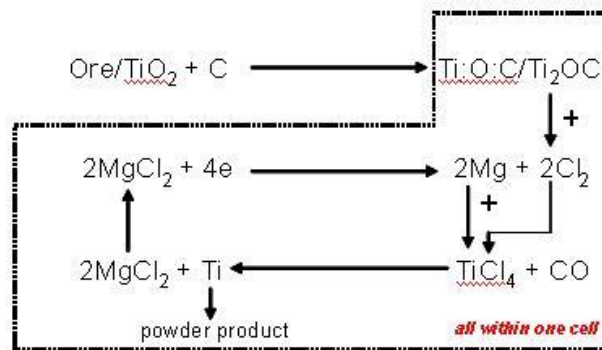 Ore/TiO₂ + C → Ti:O:C/Ti₂OC
+
2MgCl₂ + 4e → 2Mg + 2Cl₂
+
2MgCl₂ + Ti ← TiCl₄ + CO
powder product
all within one cell